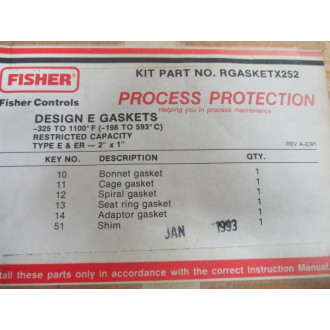 KIT PART NO. RGASKETX252
FISHER
Fisher Controls
PROCESS PROTECTION
Helping you in process maintenance
DESIGN E GASKETS
-325 TO 1100°F (-198 TO 593°C)
RESTRICTED CAPACITY
TYPE E & ER — 2" x 1"
REV A-2/91
KEY NO. DESCRIPTION QTY.
10 Bonnet gasket 1
11 Cage gasket 1
12 Spiral gasket 1
13 Seat ring gasket 1
14 Adaptor gasket 1
51 Shim 1
JAN 1993
tall these parts only in accordance with the correct Instruction Manual